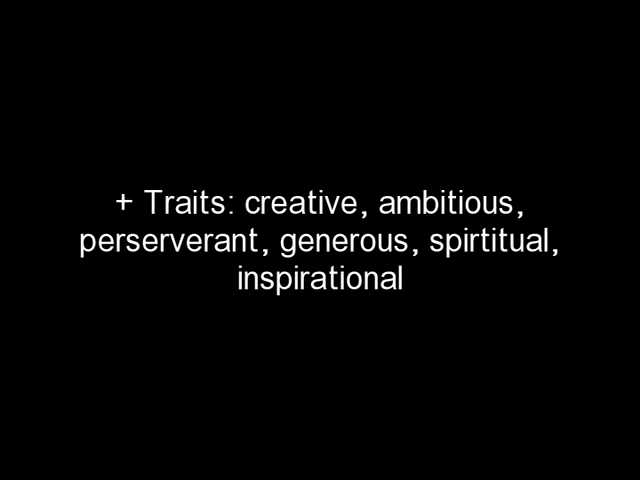 + Traits: creative, ambitious,
perserverant, generous, spirtitual,
inspirational